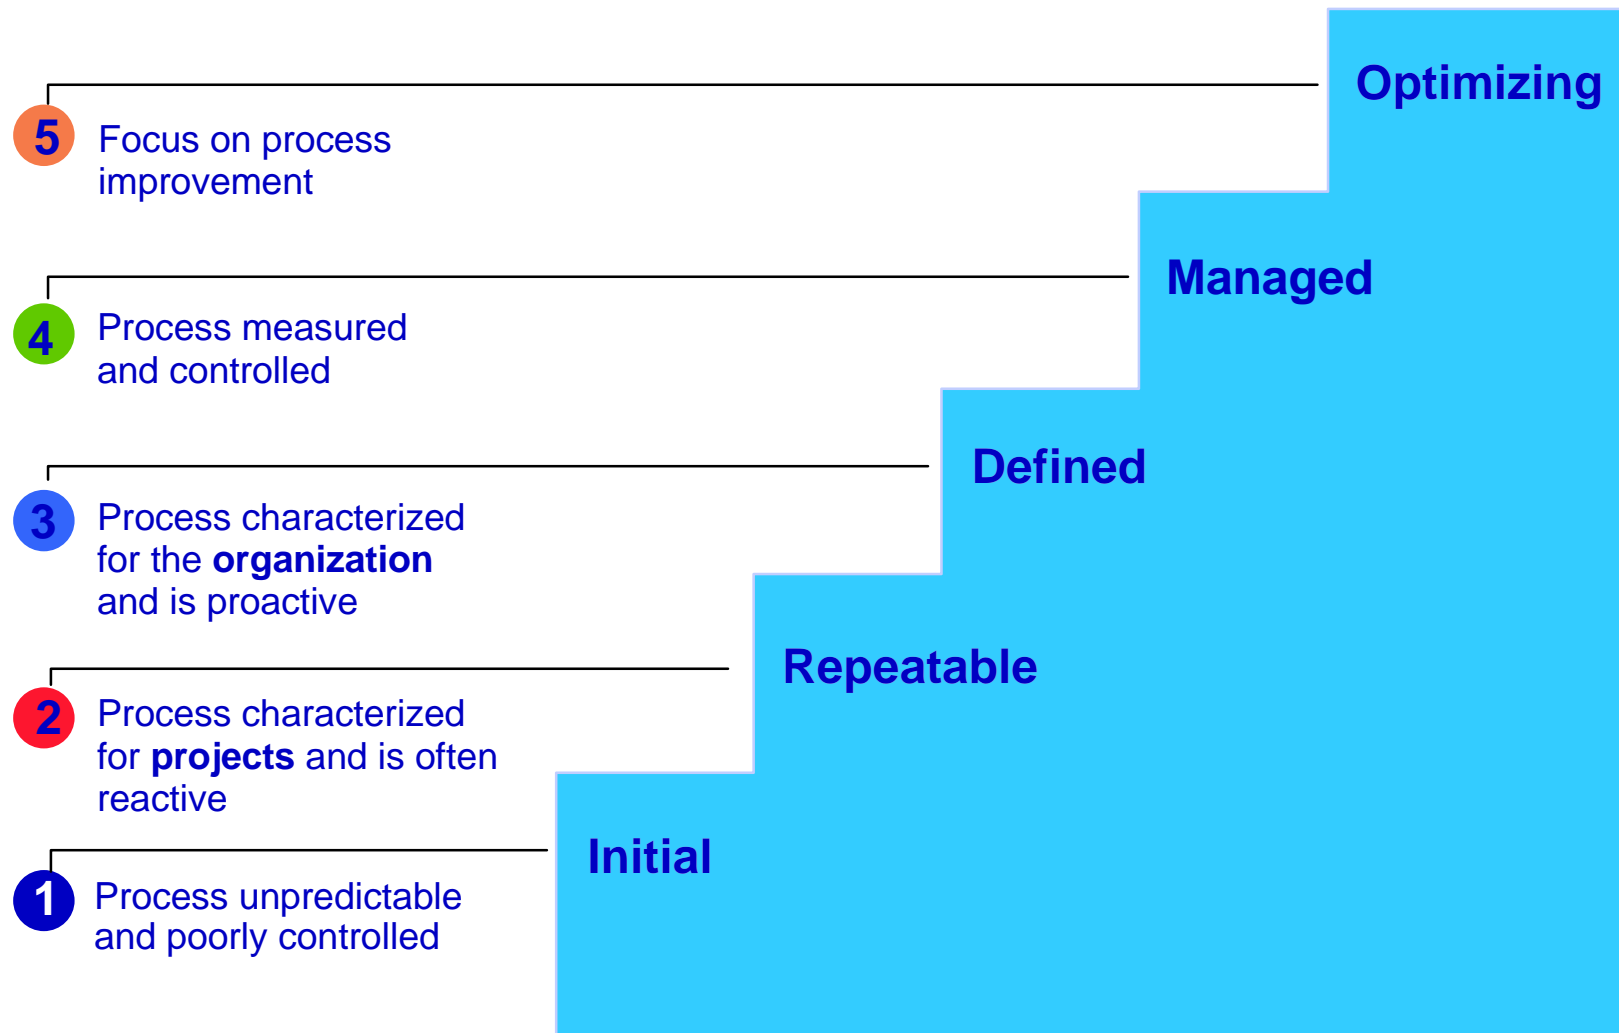 Optimizing
5
Focus on process
improvement
Managed
4
Process measured
and controlled
Defined
3
Process characterized
for the organization
and is proactive
Repeatable
2
Process characterized
for projects and is often
reactive
Initial
1
Process unpredictable
and poorly controlled